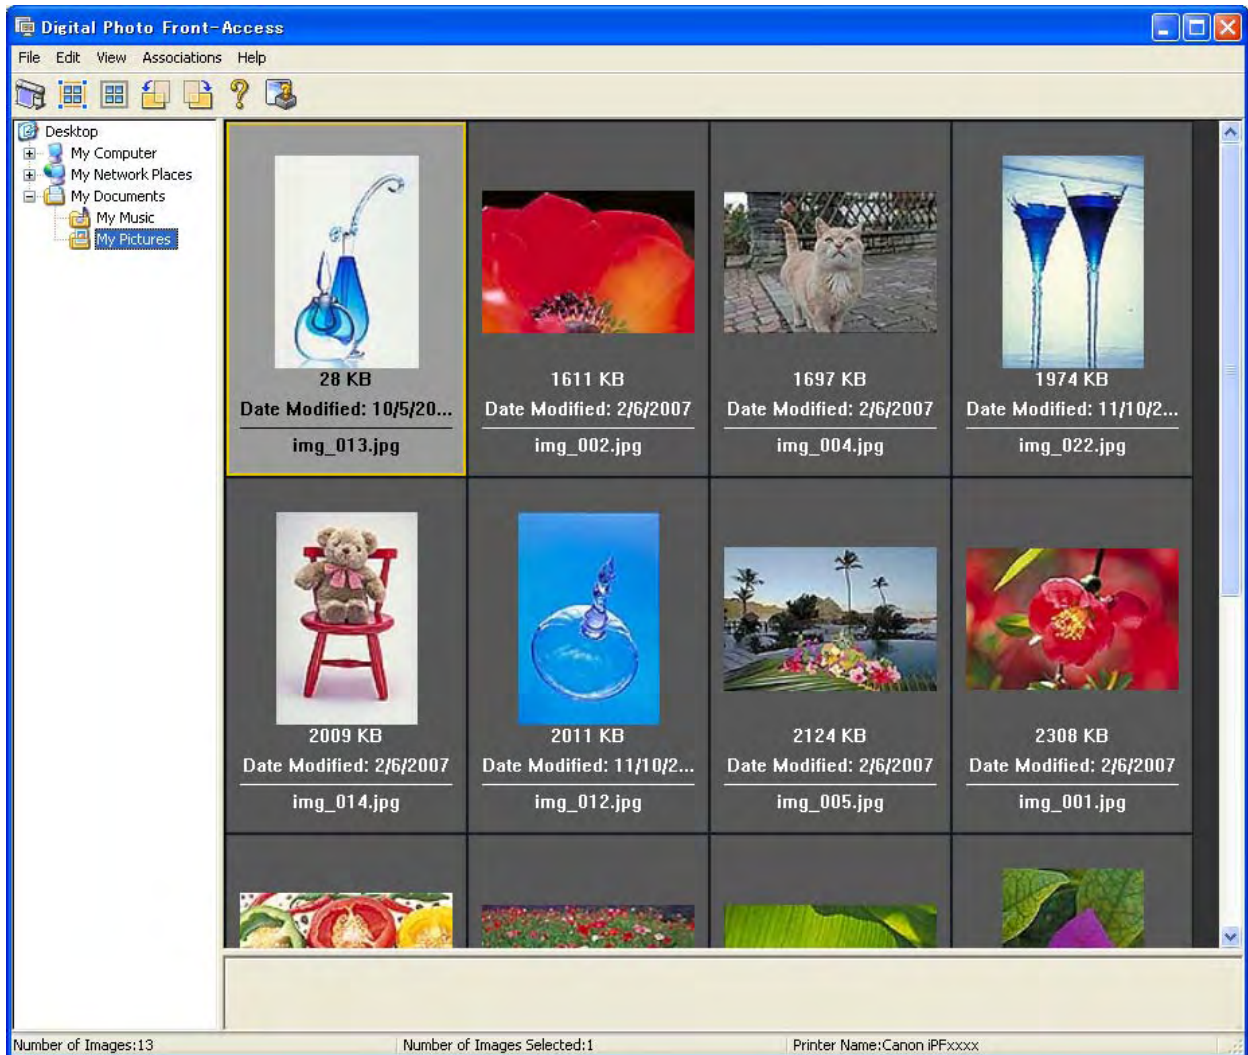 Digital Photo Front-Access
File Edit View Associations Help
Desktop
My Computer
My Network Places
My Documents
My Music
My Pictures
28 KB
Date Modified: 10/5/20...
img_013.jpg
1611 KB
Date Modified: 2/6/2007
img_002.jpg
1697 KB
Date Modified: 2/6/2007
img_004.jpg
1974 KB
Date Modified: 11/10/2...
img_022.jpg
2009 KB
Date Modified: 2/6/2007
img_014.jpg
2011 KB
Date Modified: 11/10/2...
img_012.jpg
2124 KB
Date Modified: 2/6/2007
img_005.jpg
2308 KB
Date Modified: 2/6/2007
img_001.jpg
Number of Images:13 Number of Images Selected:1 Printer Name:Canon iPFxxxx